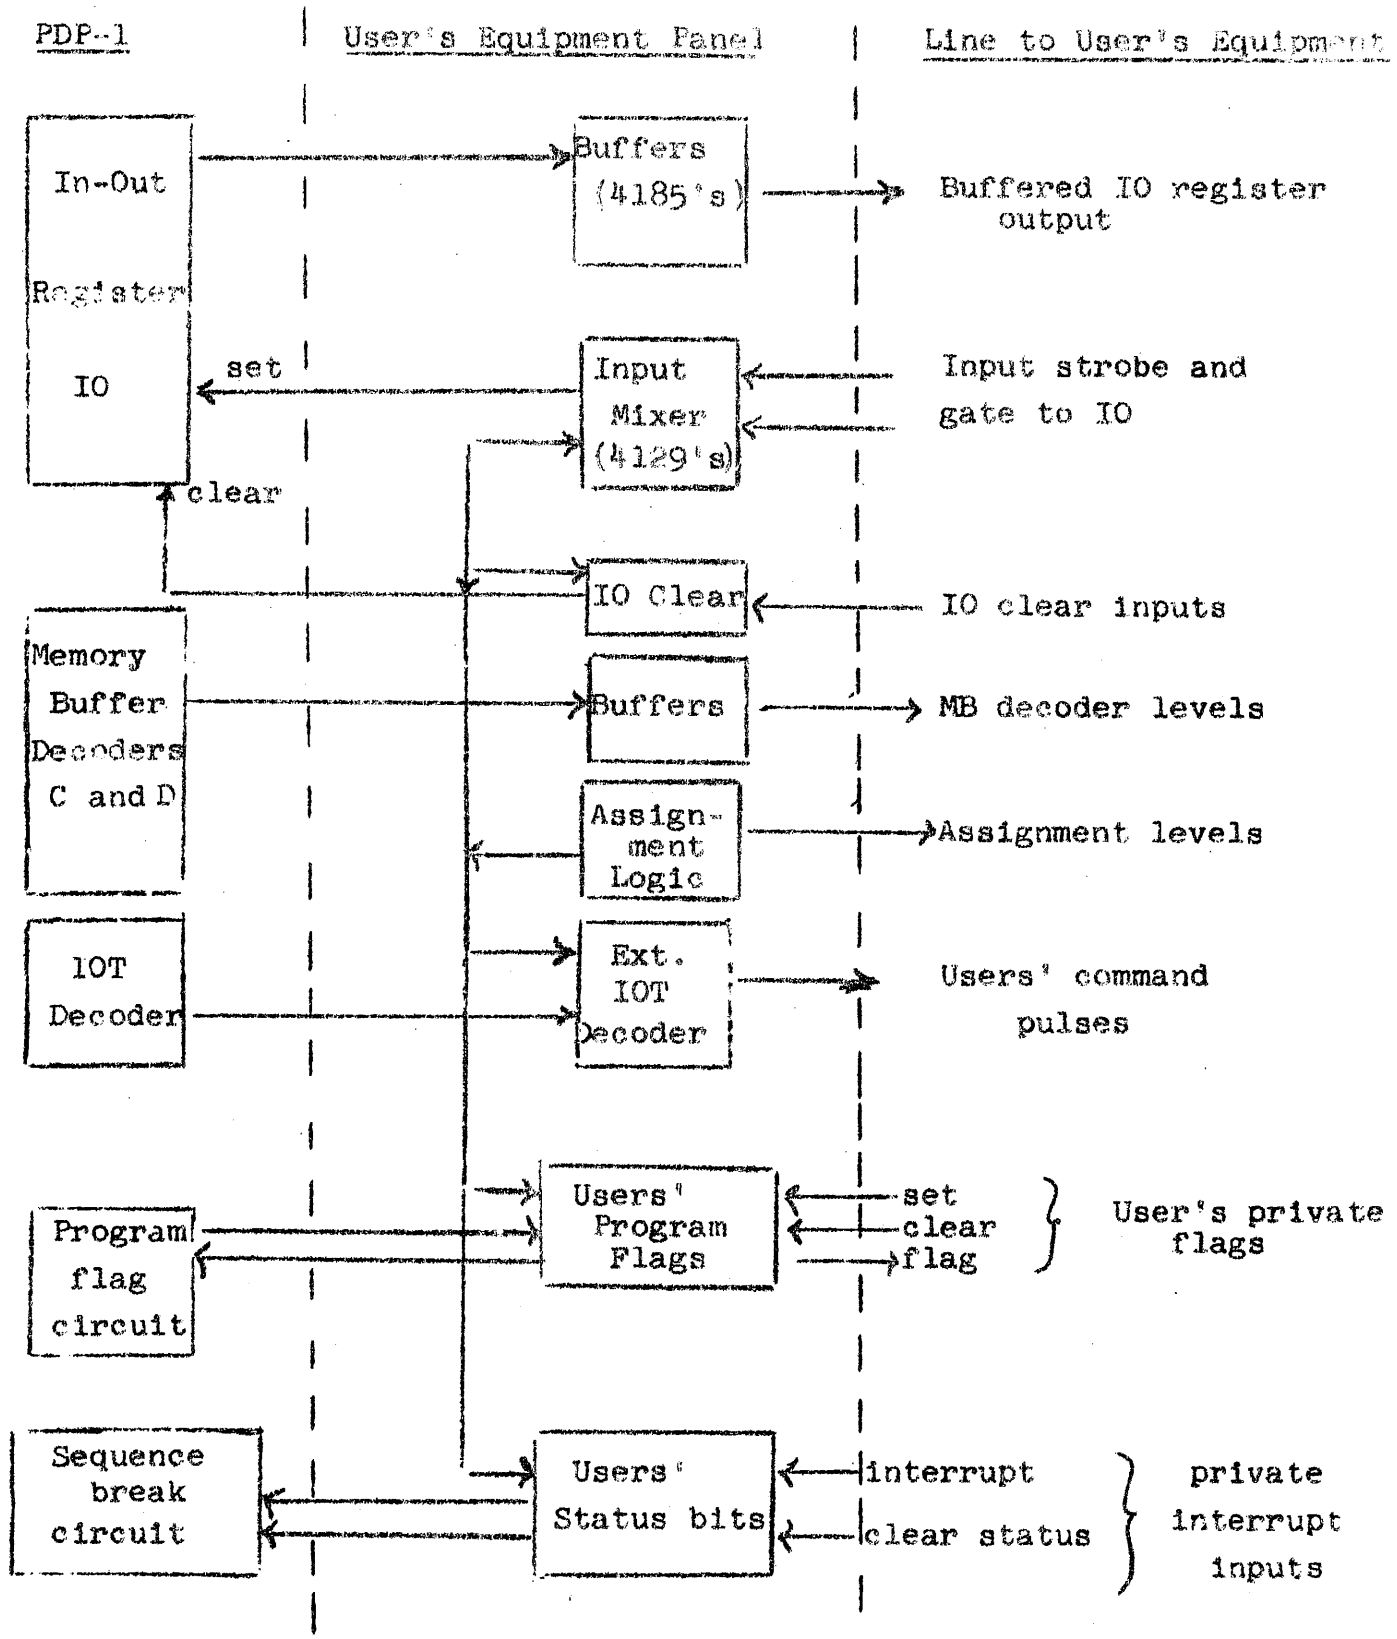 PDP-1
User's Equipment Panel
Line to User's Equipment
In-Out
Register
IO
Buffers
(4185's)
Buffered IO register
output
set
Input
Mixer
(4129's)
Input strobe and
gate to IO
clear
IO Clear
IO clear inputs
Memory
Buffer
Decoders
C and D
Buffers
MB decoder levels
Assign-
ment
Logic
Assignment levels
IOT
Decoder
Ext.
IOT
Decoder
Users' command
pulses
Program
flag
circuit
Users'
Program
Flags
set
clear
flag
User's private
flags
Sequence
break
circuit
Users'
Status bits
interrupt
clear status
private
interrupt
inputs